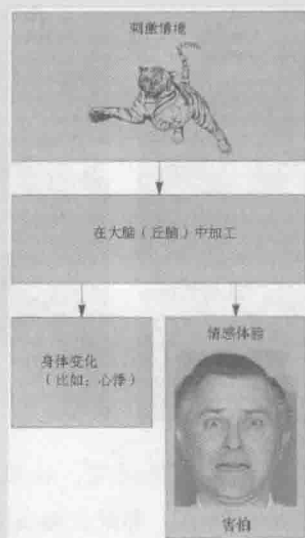 刺激情境
在大脑（丘脑）中加工
身体变化
（比如：心悸）
情感体验
害怕